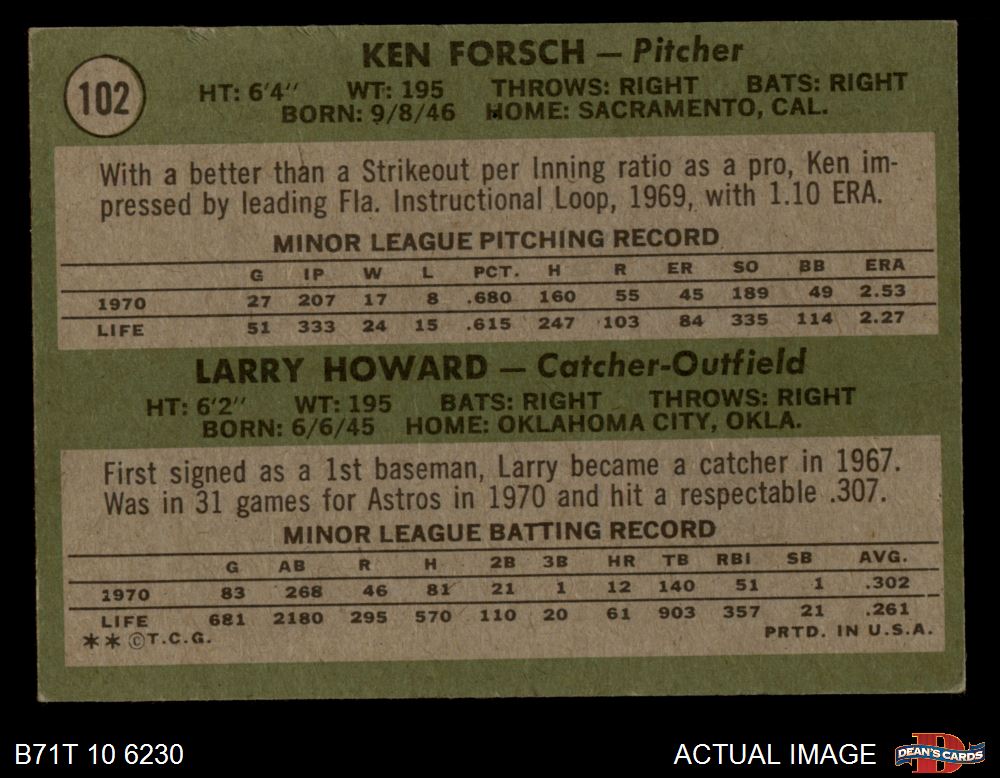 102
KEN FORSCH — Pitcher
HT: 6'4" WT: 195 THROWS: RIGHT BATS: RIGHT
BORN: 9/8/46 HOME: SACRAMENTO, CAL.
With a better than a Strikeout per Inning ratio as a pro, Ken im-
pressed by leading Fla. Instructional Loop, 1969, with 1.10 ERA.
MINOR LEAGUE PITCHING RECORD
G IP W L PCT. H R ER SO BB ERA
1970 27 207 17 8 .680 160 55 45 189 49 2.53
LIFE 51 333 24 15 .615 247 103 84 335 114 2.27
LARRY HOWARD — Catcher-Outfield
HT: 6'2" WT: 195 BATS: RIGHT THROWS: RIGHT
BORN: 6/6/45 HOME: OKLAHOMA CITY, OKLA.
First signed as a 1st baseman, Larry became a catcher in 1967.
Was in 31 games for Astros in 1970 and hit a respectable .307.
MINOR LEAGUE BATTING RECORD
G AB R H 2B 3B HR TB RBI SB AVG.
1970 83 268 46 81 21 1 12 140 51 1 .302
LIFE 681 2180 295 570 110 20 61 903 357 21 .261
** ©T.C.G. PRTD. IN U.S.A.
B71T 10 6230 ACTUAL IMAGE DEAN'S CARDS